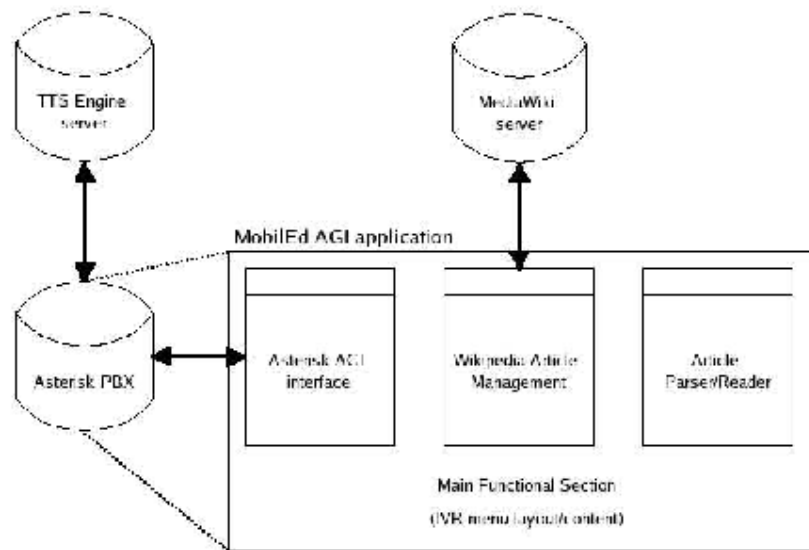 TTS Engine
server
MediaWiki
server
MobilEd AGI application
Asterisk PBX
Asterisk AGI
interface
Wikipedia Article
Management
Article
Parser/Reader
Main Functional Section
(IVR menu layout/content)